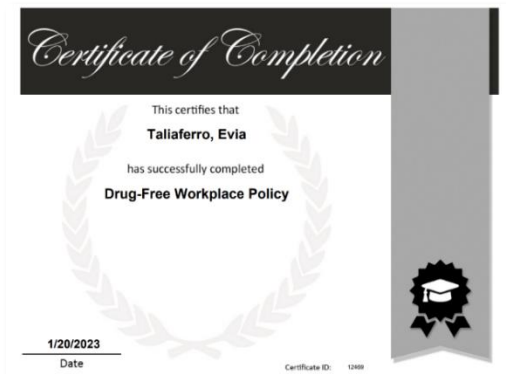 Certificate of Completion
This certifies that
Taliaferro, Evia
has successfully completed
Drug-Free Workplace Policy
1/20/2023
Date
Certificate ID: